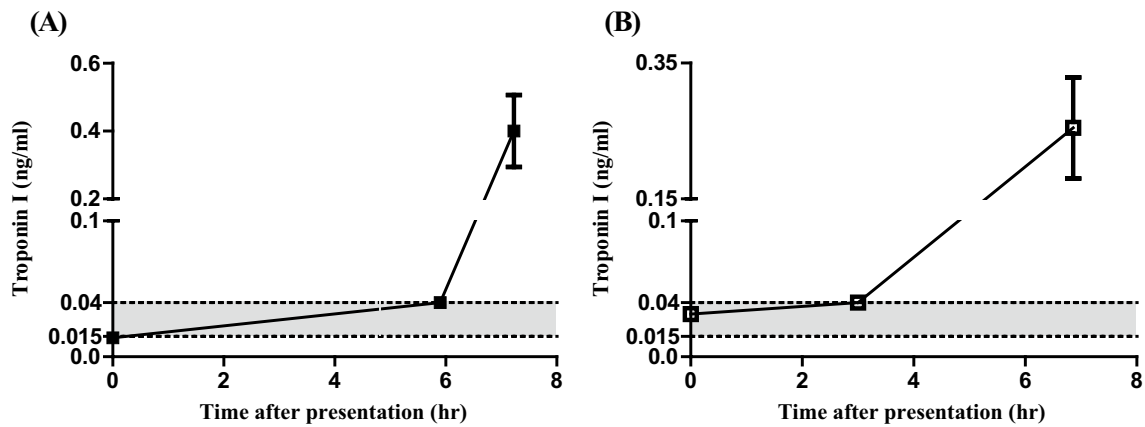 (A)
Troponin I (ng/ml)
0.6
0.4
0.2
0.1
0.04
0.015
0.0
0 2 4 6 8
Time after presentation (hr)
(B)
Troponin I (ng/ml)
0.35
0.15
0.1
0.04
0.015
0.0
0 2 4 6 8
Time after presentation (hr)